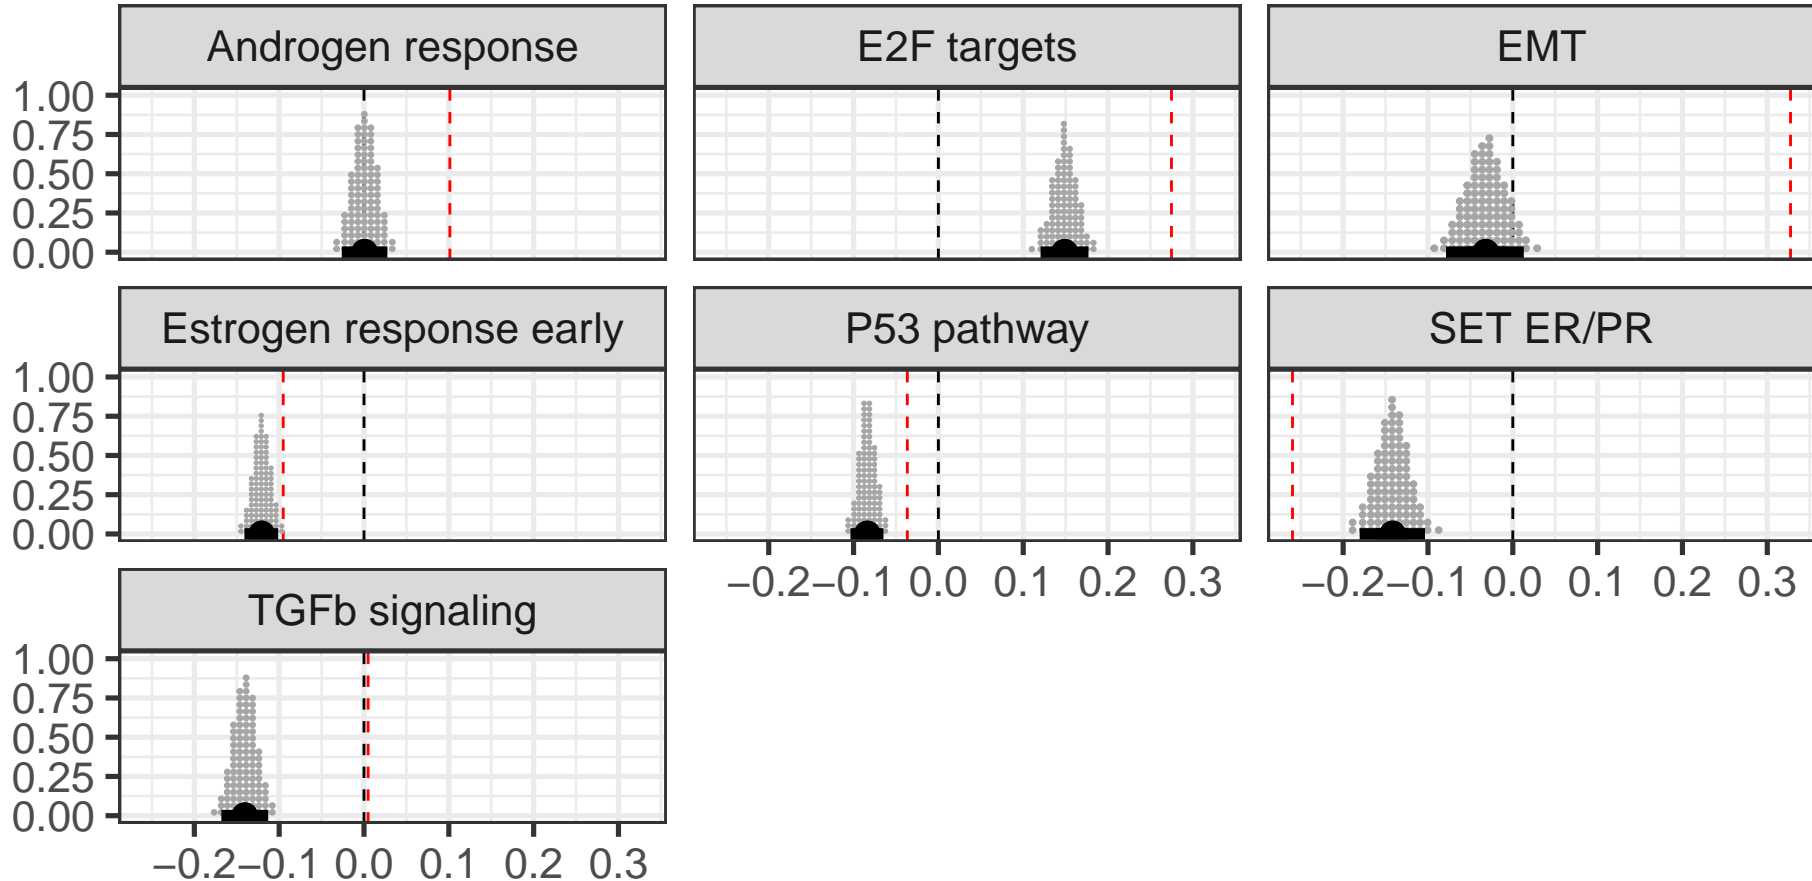 Androgen response
E2F targets
EMT
1.00
0.75
0.50
0.25
0.00
Estrogen response early
P53 pathway
SET ER/PR
1.00
0.75
0.50
0.25
0.00
−0.2 −0.1 0.0 0.1 0.2 0.3
−0.2 −0.1 0.0 0.1 0.2 0.3
TGFb signaling
1.00
0.75
0.50
0.25
0.00
−0.2 −0.1 0.0 0.1 0.2 0.3